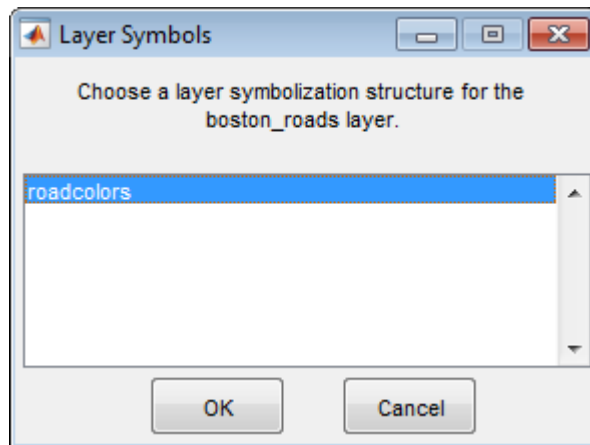 Layer Symbols
Choose a layer symbolization structure for the
boston_roads layer.
roadcolors
OK
Cancel